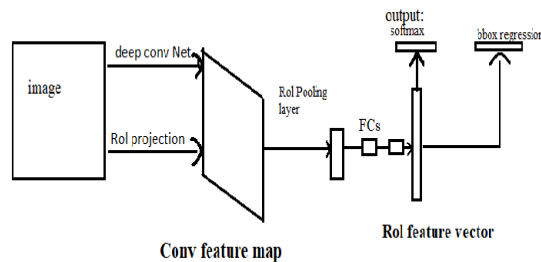 output:
softmax
bbox regression
deep conv Net
image
RoI Pooling
layer
FCs
RoI projection
RoI feature vector
Conv feature map